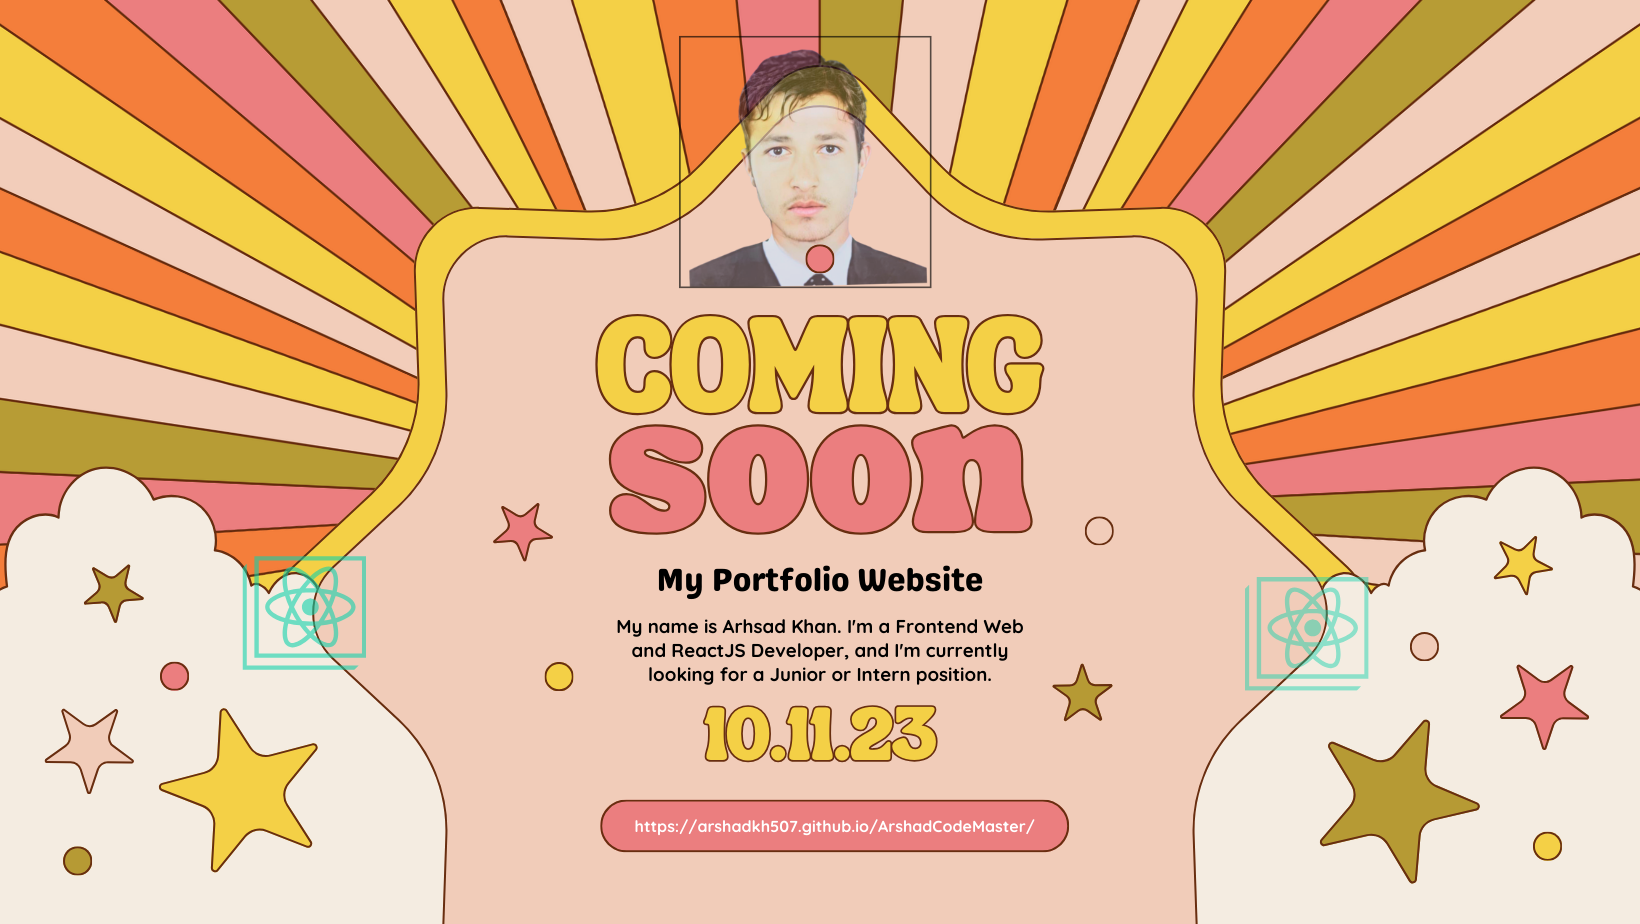 COMING
soon
My Portfolio Website
My name is Arhsad Khan. I'm a Frontend Web
and ReactJS Developer, and I'm currently
looking for a Junior or Intern position.
10.11.23
https://arshadkh507.github.io/ArshadCodeMaster/